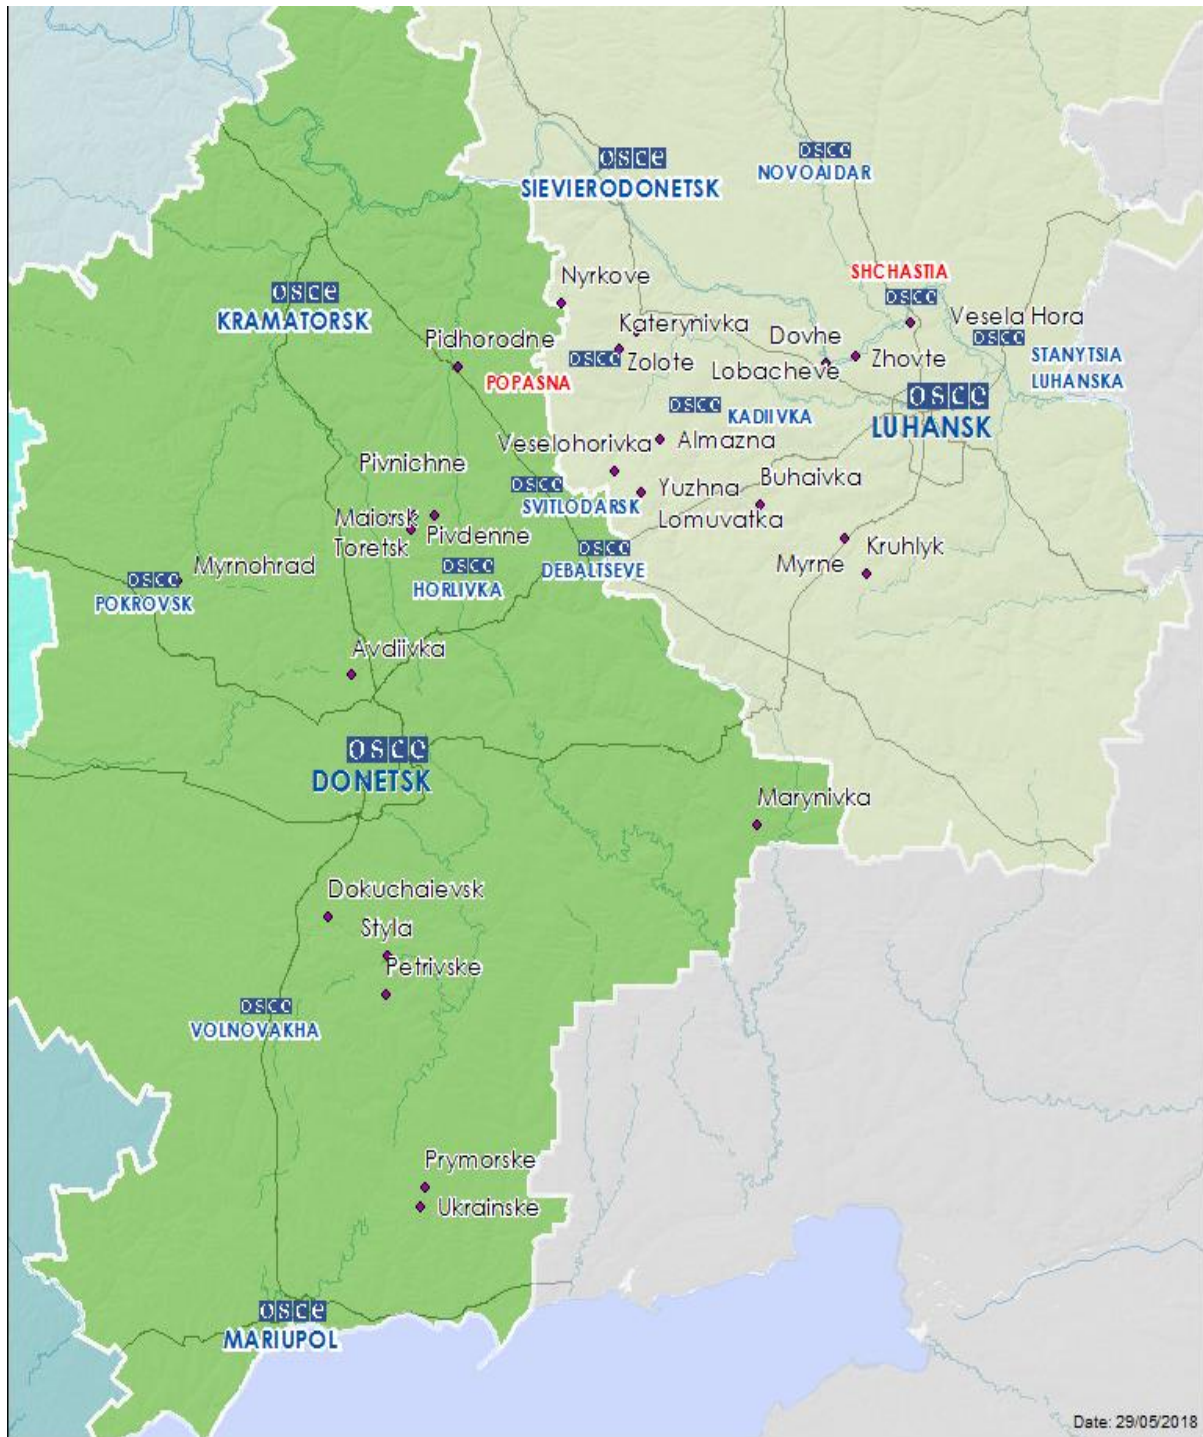 osce
NOVOAIDAR
osce
SIEVIERODONETSK
SHCHASTIA
osce
Nyrkove
osce
KRAMATORSK
Katerynivka
Vesela Hora
osce
STANYTSIA
LUHANSKA
Pidhorodne
Dovhe
Zhovte
osce
Zolote
Lobacheve
POPASNA
osce
LUHANSK
osce
KADIIVKA
Veselohorivka
Almazna
Pivnichne
osce
SVITLODARSK
Yuzhna
Buhaivka
Lomuvatka
Maiorsk
Toretsk
Pivdenne
osce
DEBALTSEVE
Myrne
Kruhlyk
osce
HORLIVKA
Myrnohrad
osce
POKROVSK
Avdiivka
osce
DONETSK
Marynivka
Dokuchaievsk
Styla
Petrivske
osce
VOLNOVAKHA
Prymorske
Ukrainske
osce
MARIUPOL
Date: 29/05/2018